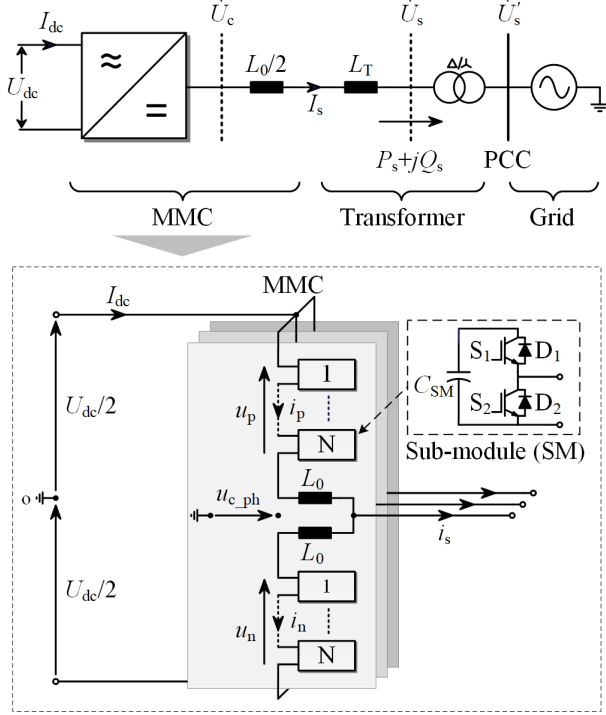 I_dc U̇_c U̇_s U̇_s′
U_dc ≈ = L_0/2 I_s L_T Δ/Y
P_s+jQ_s PCC
MMC Transformer Grid
I_dc MMC
U_dc/2 u_p i_p 1 N C_SM S_1 D_1 S_2 D_2
Sub-module (SM)
o u_c_ph L_0 L_0 i_s
U_dc/2 u_n i_n 1 N